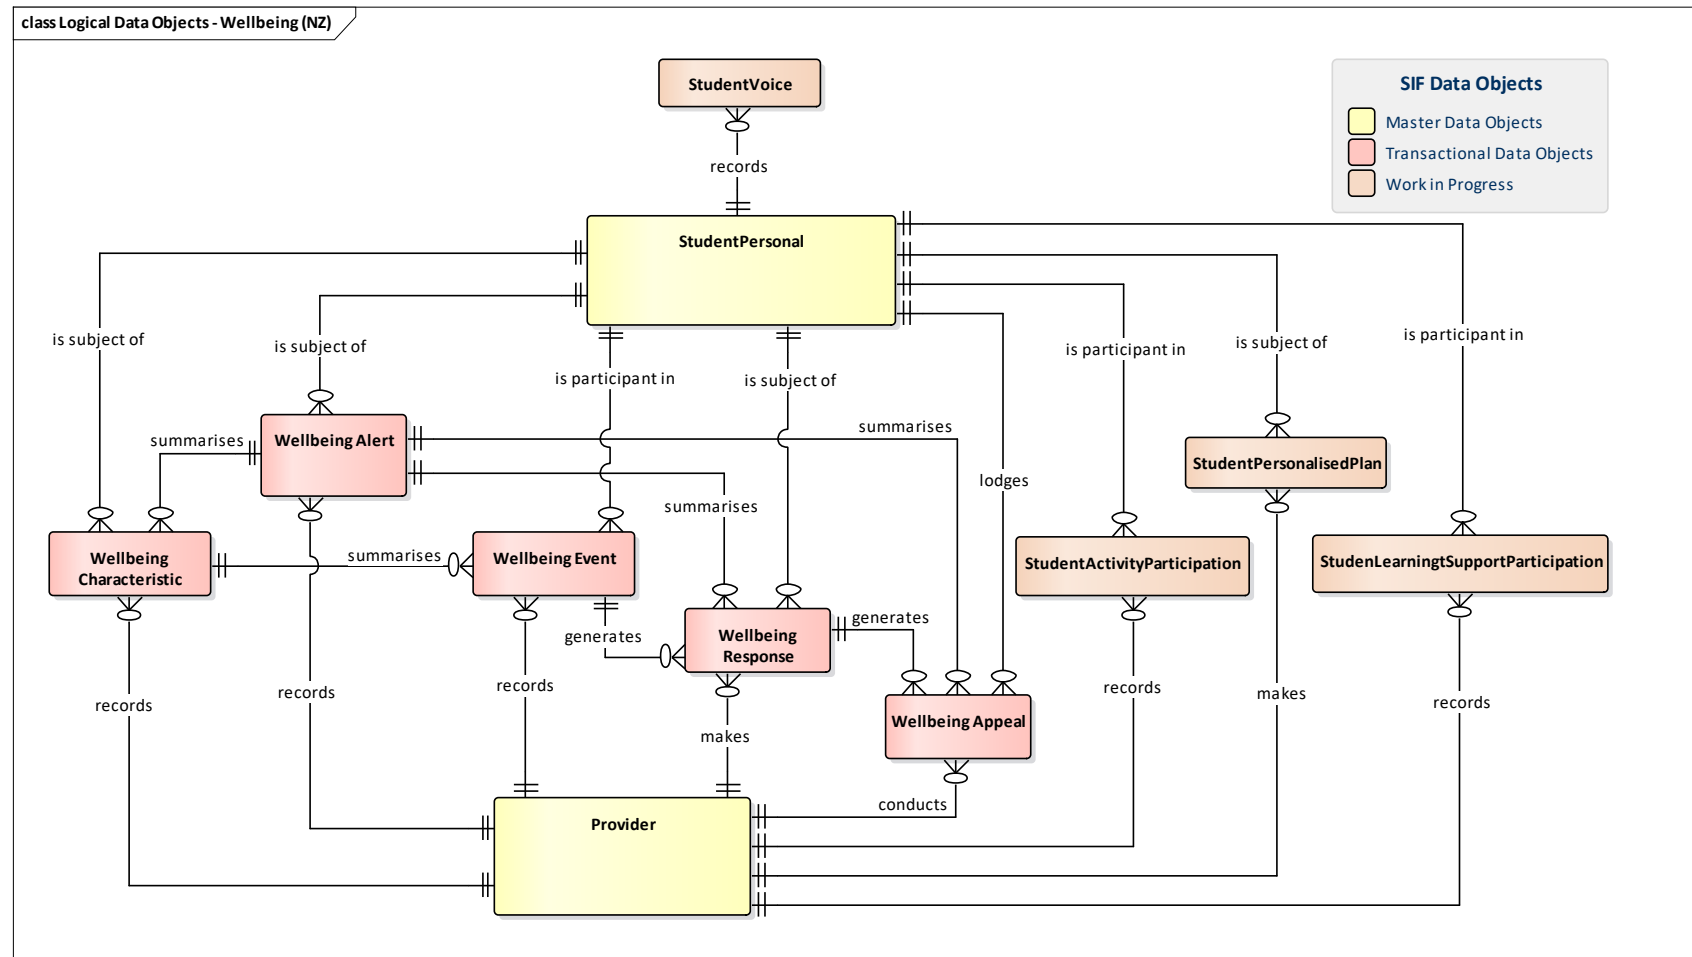 class Logical Data Objects - Wellbeing (NZ)
StudentVoice
SIF Data Objects
Master Data Objects
Transactional Data Objects
Work in Progress
records
StudentPersonal
is subject of
is subject of
is participant in
is subject of
is participant in
is subject of
is participant in
summarises
Wellbeing Alert
summarises
lodges
StudentPersonalisedPlan
summarises
Wellbeing
Characteristic
summarises
Wellbeing Event
StudentActivityParticipation
StudenLearningtSupportParticipation
generates
Wellbeing
Response
generates
records
records
records
makes
Wellbeing Appeal
records
makes
records
conducts
Provider